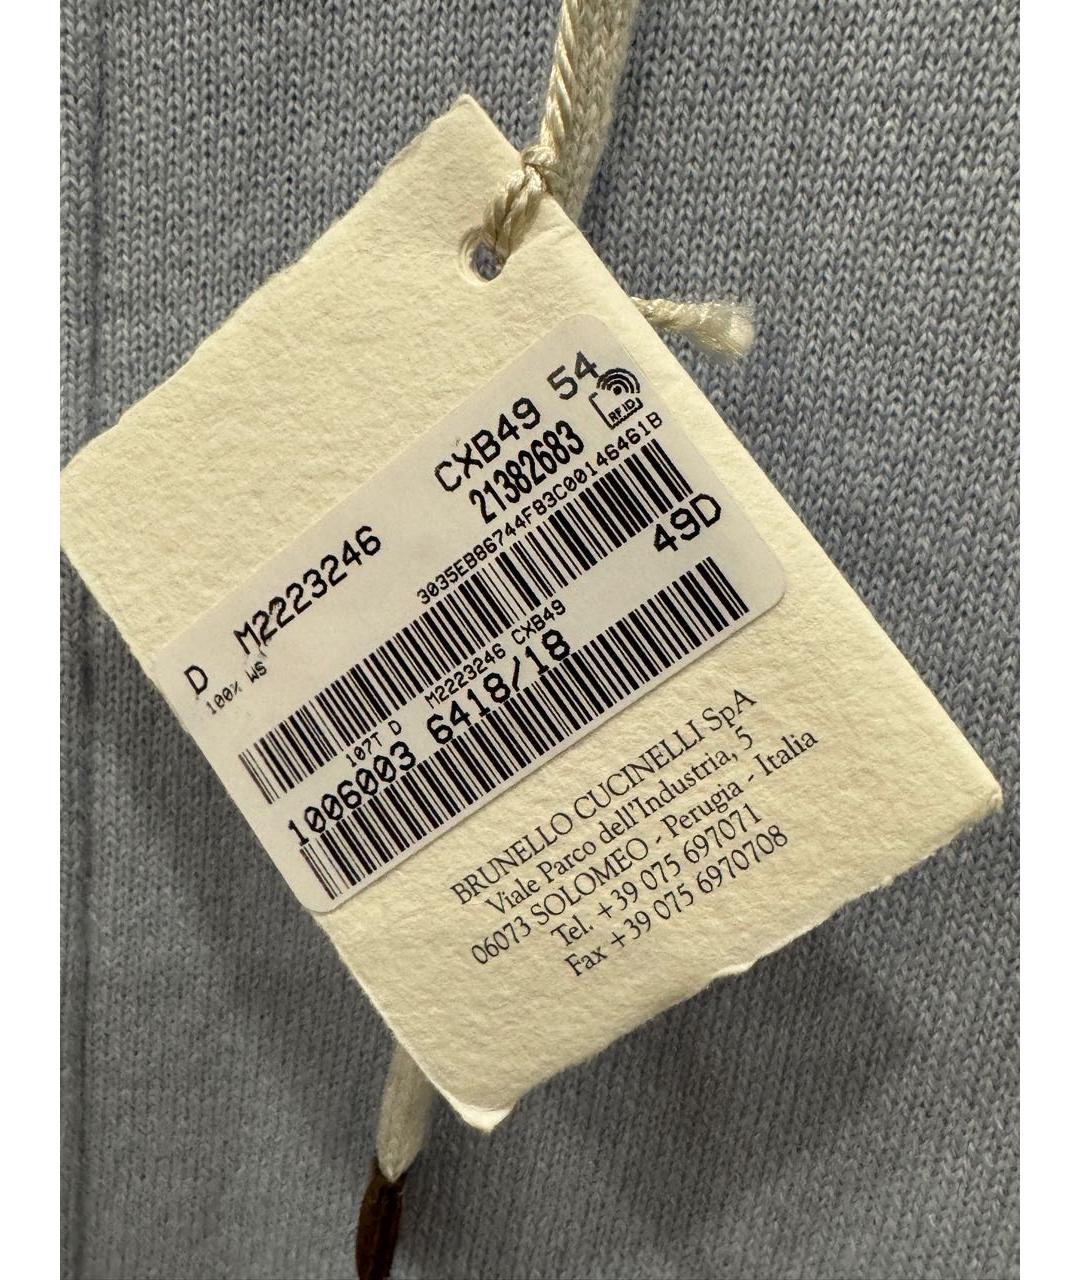 CXB49 54
21382683
RFID
D M2223246
100% WS
3035EB86744F83C00146461B
49D
107T D M2223246 CXB49
1006003 6418/18
BRUNELLO CUCINELLI SpA
Viale Parco dell'Industria, 5
06073 SOLOMEO - Perugia - Italia
Tel. +39 075 697071
Fax +39 075 6970708